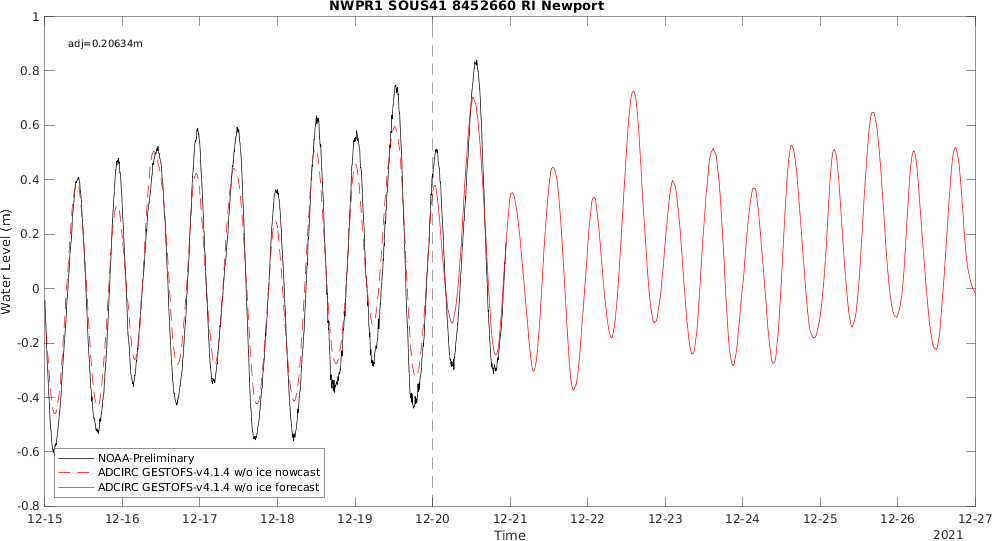 NWPR1 SOUS41 8452660 RI Newport
adj=0.20634m
1
0.8
0.6
0.4
0.2
0
-0.2
-0.4
-0.6
-0.8
Water Level (m)
NOAA-Preliminary
ADCIRC GESTOFS-v4.1.4 w/o ice nowcast
ADCIRC GESTOFS-v4.1.4 w/o ice forecast
12-15 12-16 12-17 12-18 12-19 12-20 12-21 12-22 12-23 12-24 12-25 12-26 12-27
Time
2021